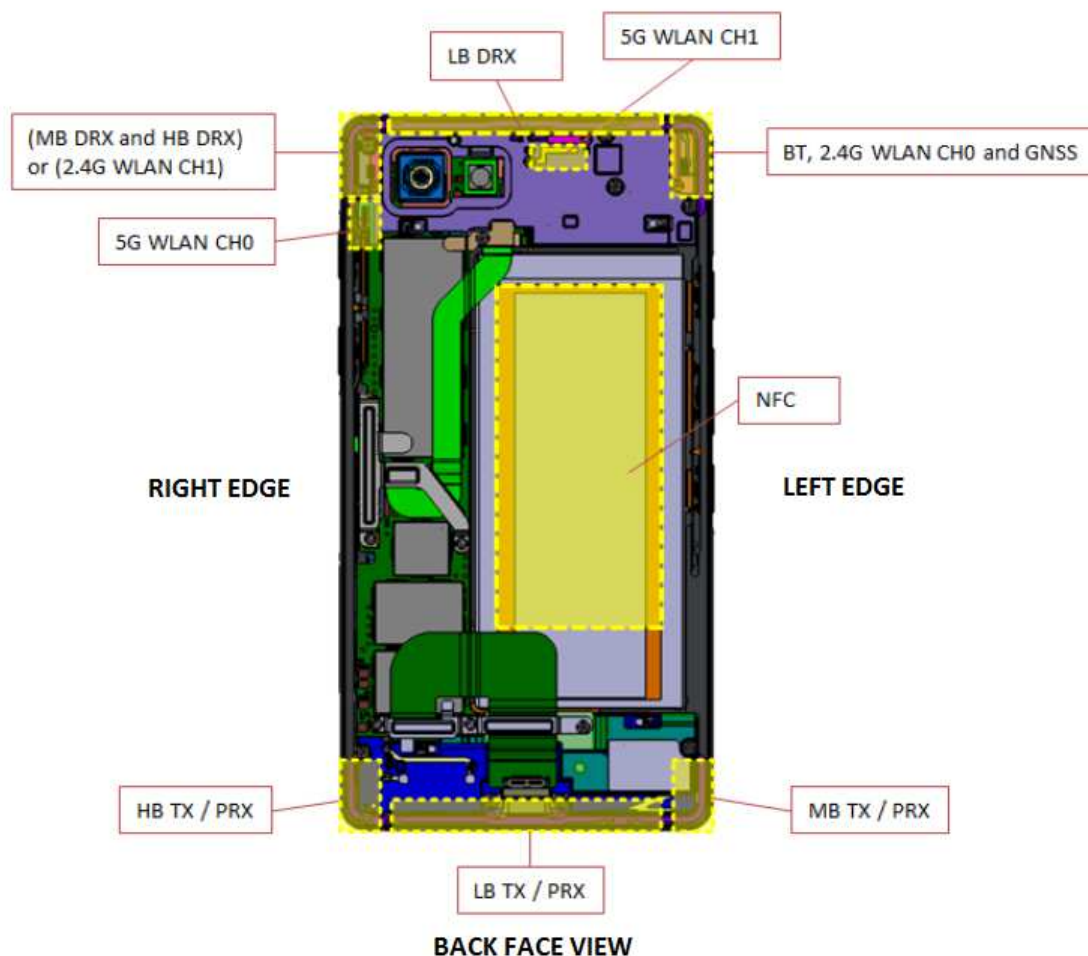 5G WLAN CH1
LB DRX
(MB DRX and HB DRX)
or (2.4G WLAN CH1)
BT, 2.4G WLAN CH0 and GNSS
5G WLAN CH0
NFC
RIGHT EDGE
LEFT EDGE
HB TX / PRX
MB TX / PRX
LB TX / PRX
BACK FACE VIEW